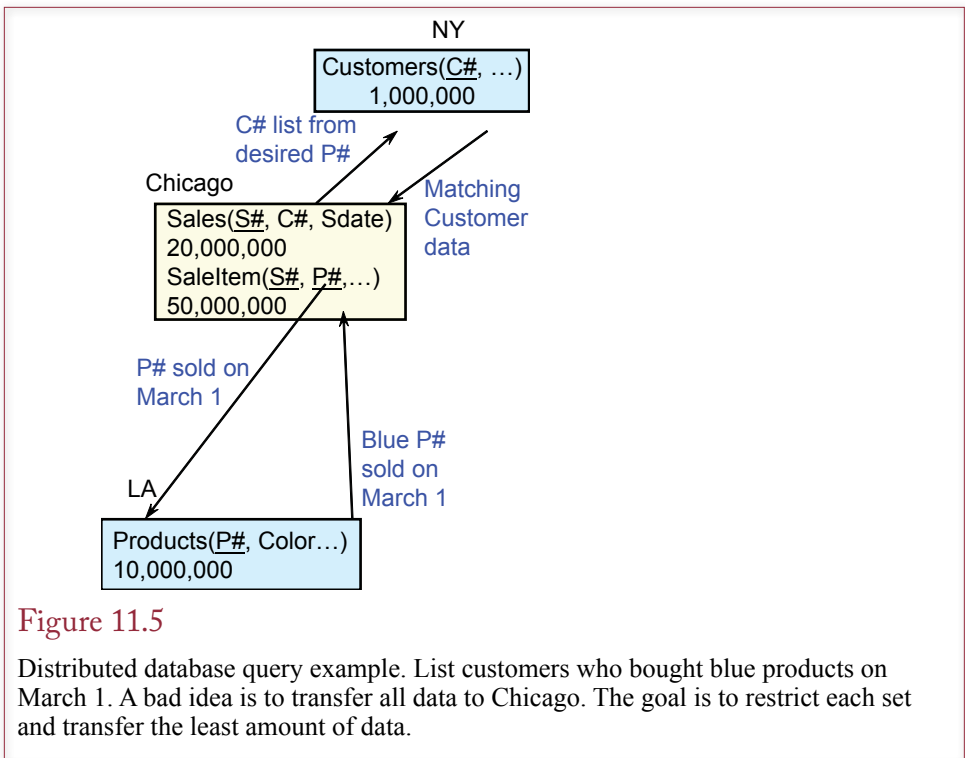 NY
Customers(C#, …)
1,000,000
C# list from
desired P#
Chicago
Matching
Customer
data
Sales(S#, C#, Sdate)
20,000,000
SaleItem(S#, P#,…)
50,000,000
P# sold on
March 1
Blue P#
sold on
March 1
LA
Products(P#, Color…)
10,000,000
Figure 11.5
Distributed database query example. List customers who bought blue products on
March 1. A bad idea is to transfer all data to Chicago. The goal is to restrict each set
and transfer the least amount of data.